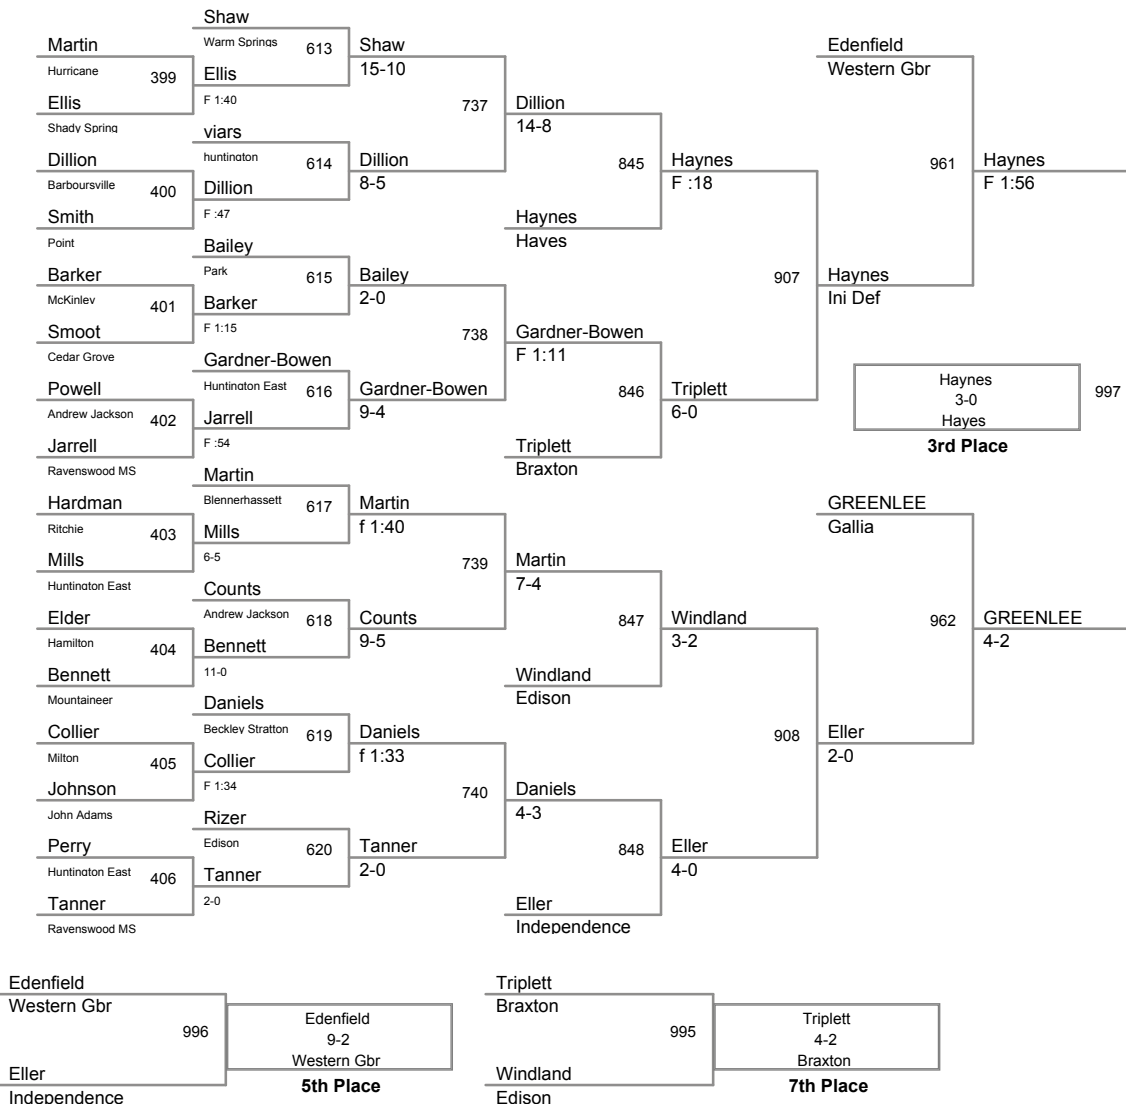 Martin
Hurricane
399
Ellis
Shady Spring
Dillion
Barboursville
400
Smith
Point
Barker
McKinley
401
Smoot
Cedar Grove
Powell
Andrew Jackson
402
Jarrell
Ravenswood MS
Hardman
Ritchie
403
Mills
Huntington East
Elder
Hamilton
404
Bennett
Mountaineer
Collier
Milton
405
Johnson
John Adams
Perry
Huntington East
406
Tanner
Ravenswood MS
Shaw
Warm Springs
613
Ellis
F 1:40
viars
huntington
614
Dillion
F :47
Bailey
Park
615
Barker
F 1:15
Gardner-Bowen
Huntington East
616
Jarrell
F :54
Martin
Blennerhassett
617
Mills
6-5
Counts
Andrew Jackson
618
Bennett
11-0
Daniels
Beckley Stratton
619
Collier
F 1:34
Rizer
Edison
620
Tanner
2-0
Shaw
15-10
737
Dillion
8-5
Bailey
2-0
738
Gardner-Bowen
9-4
Martin
f 1:40
739
Counts
9-5
Daniels
f 1:33
740
Tanner
2-0
Dillion
14-8
845
Haynes
Hayes
Gardner-Bowen
F 1:11
846
Triplett
Braxton
Martin
7-4
847
Windland
Edison
Daniels
4-3
848
Eller
Independence
Haynes
F :18
907
Triplett
6-0
Windland
3-2
908
Eller
4-0
Edenfield
Western Gbr
961
Haynes
Ini Def
Haynes
F 1:56
Haynes
3-0
Hayes
997
3rd Place
GREENLEE
Gallia
962
Eller
2-0
GREENLEE
4-2
Edenfield
Western Gbr
996
Eller
Independence
Edenfield
9-2
Western Gbr
5th Place
Triplett
Braxton
995
Windland
Edison
Triplett
4-2
Braxton
7th Place